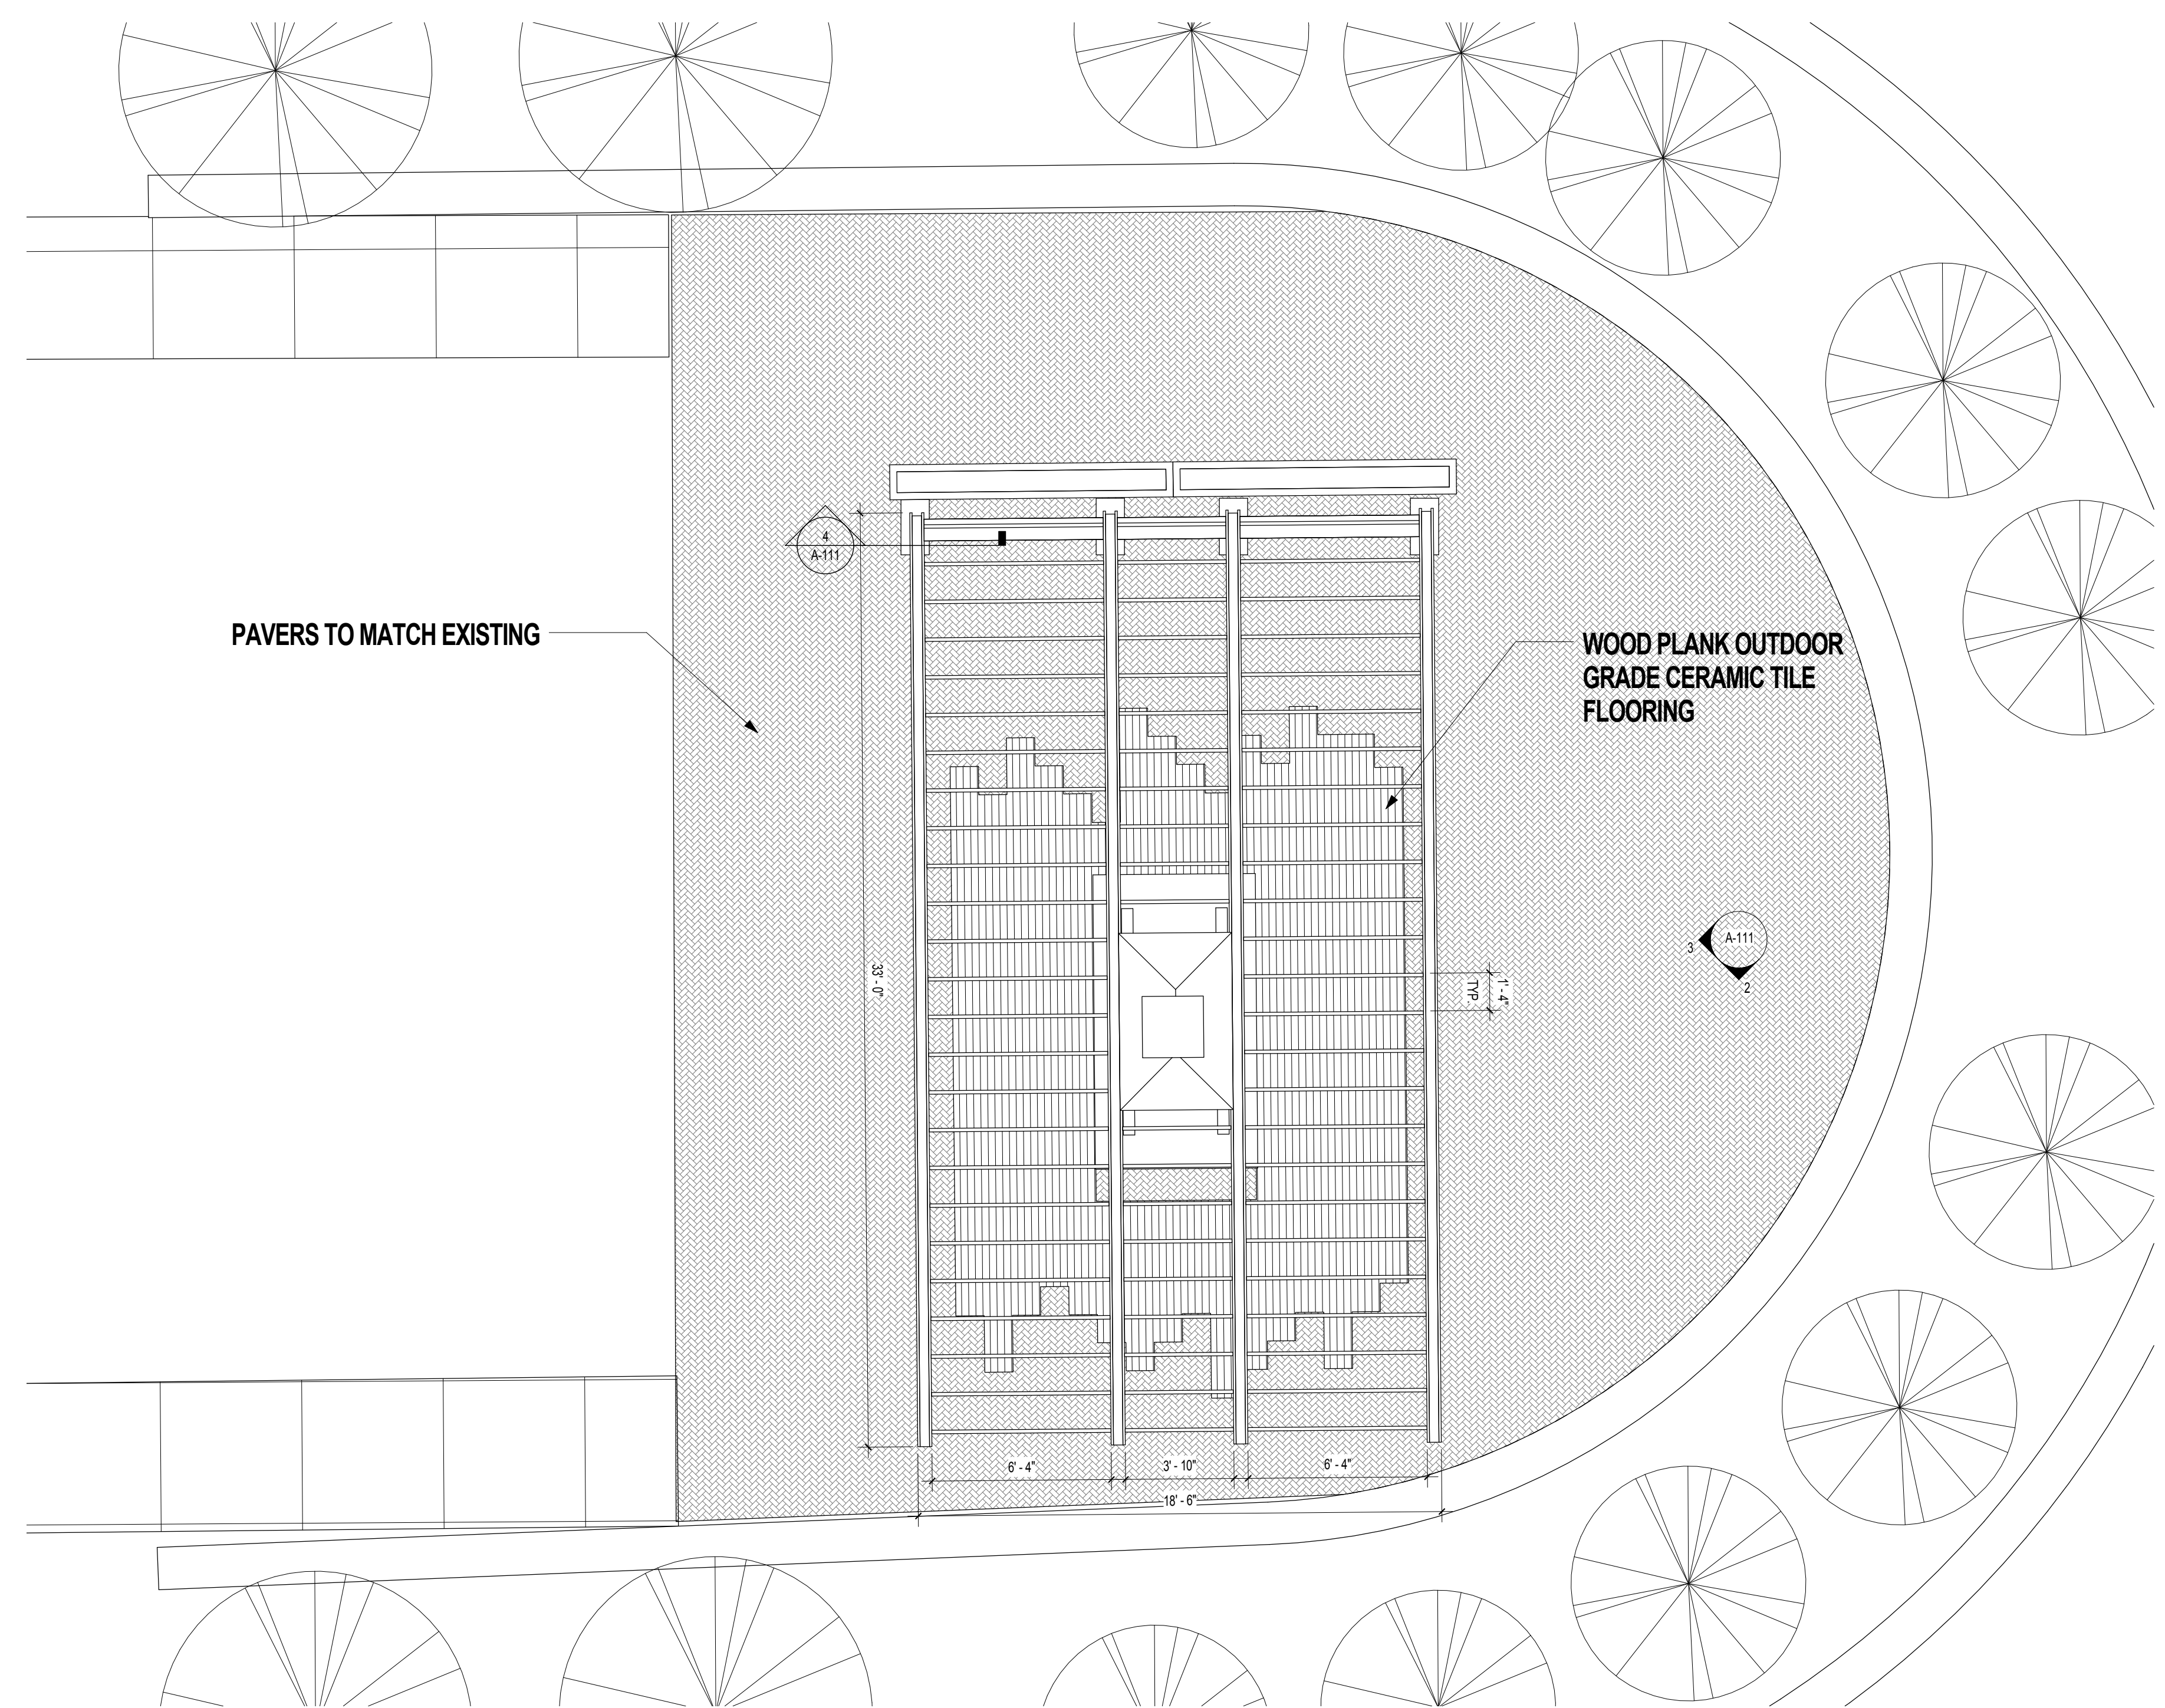 4
A-111
PAVERS TO MATCH EXISTING
WOOD PLANK OUTDOOR
GRADE CERAMIC TILE
FLOORING
33' - 0"
1' - 4"
TYP.
3
A-111
2
6' - 4"
3' - 10"
6' - 4"
18' - 6"